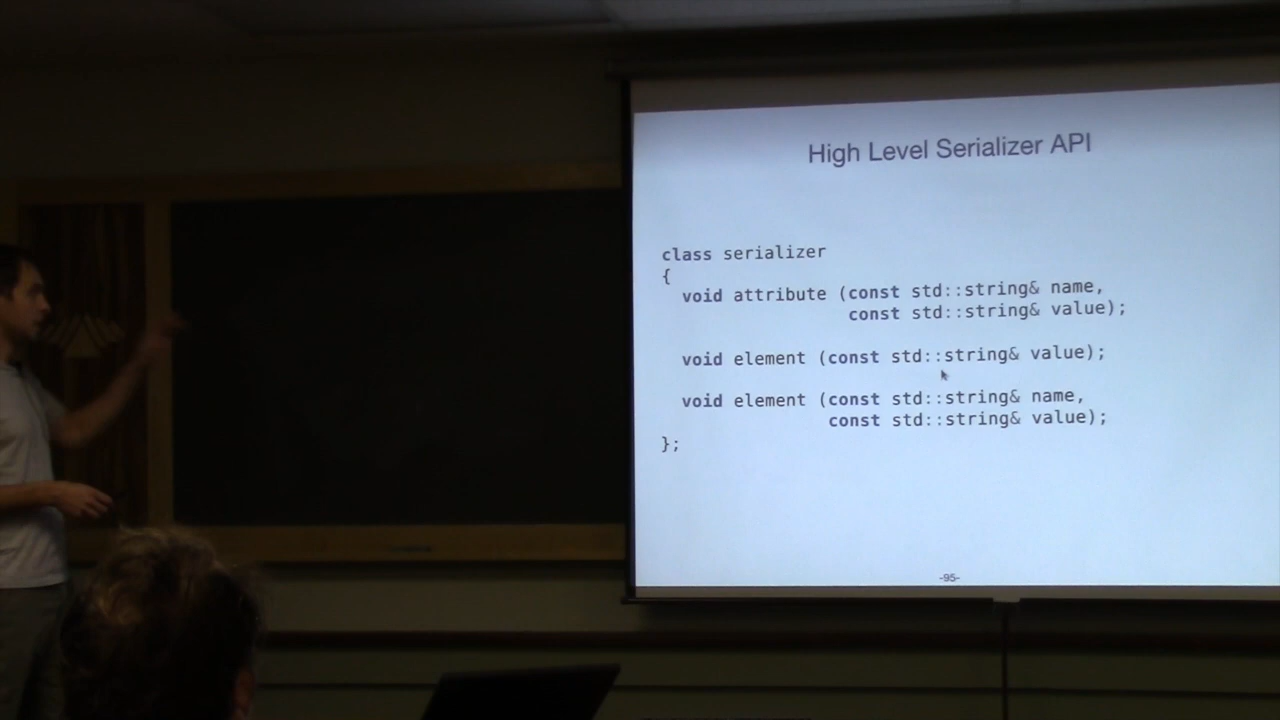 High Level Serializer API
class serializer
{
  void attribute (const std::string& name,
                  const std::string& value);
  void element (const std::string& value);
  void element (const std::string& name,
                const std::string& value);
};
-95-